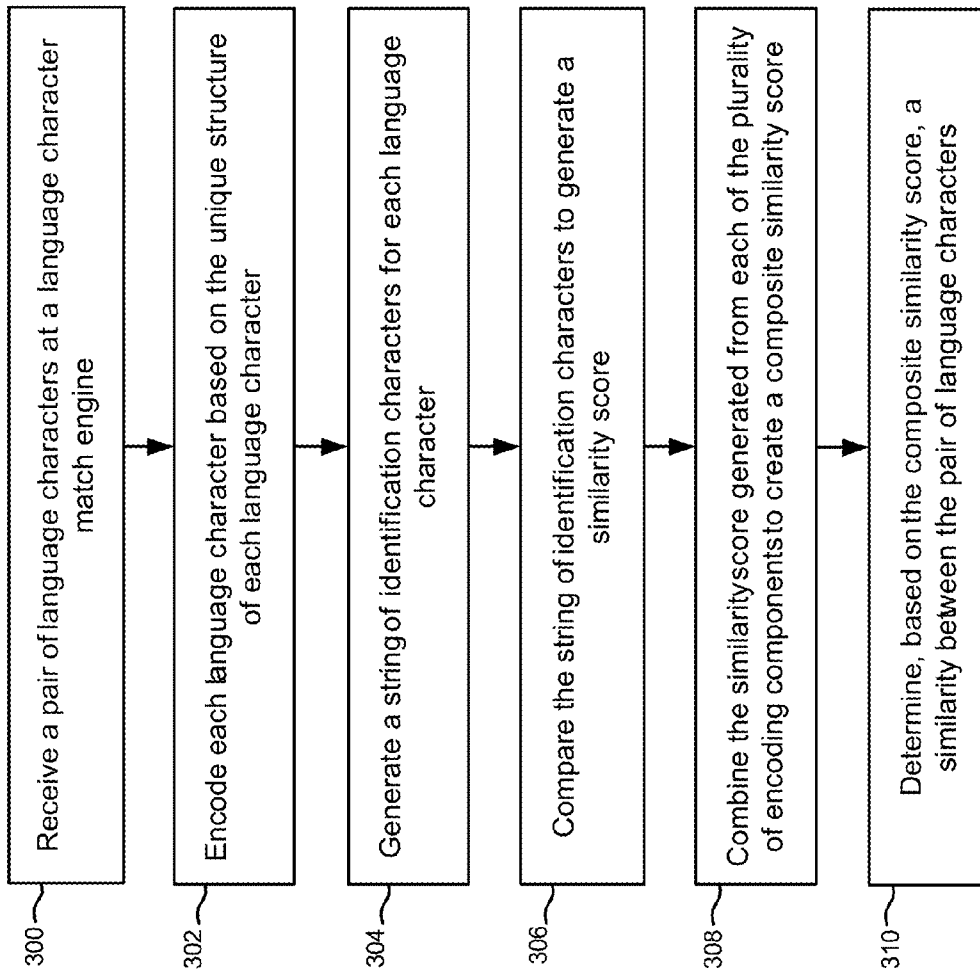 300
Receive a pair of language characters at a language character
match engine
302
Encode each language character based on the unique structure
of each language character
304
Generate a string of identification characters for each language
character
306
Compare the string of identification characters to generate a
similarity score
308
Combine the similarityscore generated from each of the plurality
of encoding componentsto create a composite similarity score
310
Determine, based on the composite similarity score, a
similarity between the pair of language characters